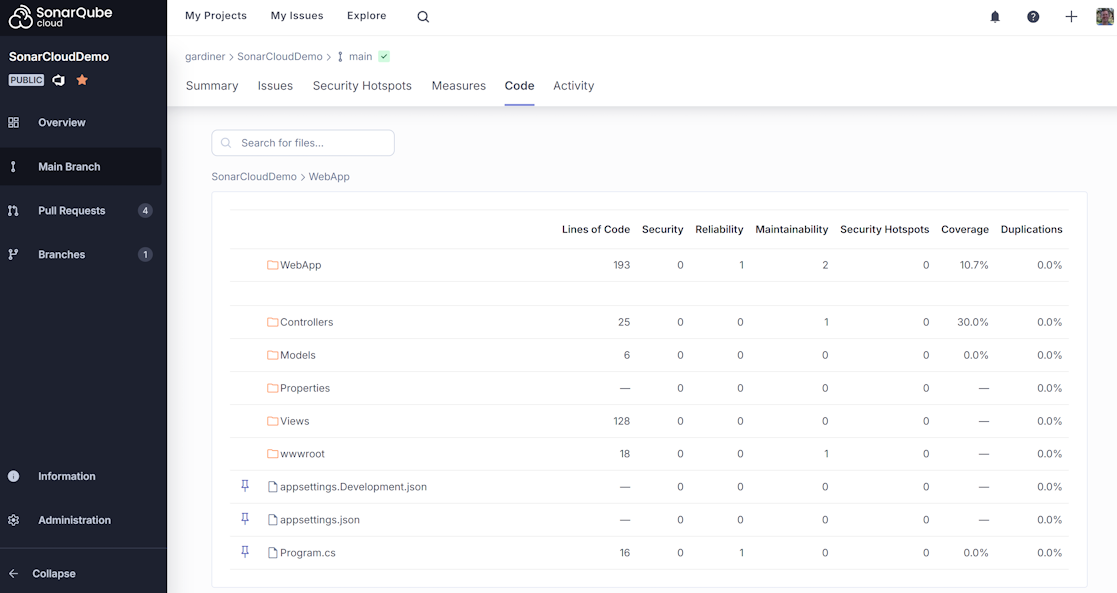 SonarQube cloud
My Projects My Issues Explore
SonarCloudDemo
PUBLIC
Overview
Main Branch
Pull Requests 4
Branches 1
Information
Administration
Collapse
gardiner > SonarCloudDemo > main
Summary Issues Security Hotspots Measures Code Activity
Search for files...
SonarCloudDemo > WebApp
Lines of Code Security Reliability Maintainability Security Hotspots Coverage Duplications
WebApp 193 0 1 2 0 10.7% 0.0%
Controllers 25 0 0 1 0 30.0% 0.0%
Models 6 0 0 0 0 0.0% 0.0%
Properties — 0 0 0 0 — 0.0%
Views 128 0 0 0 0 — 0.0%
wwwroot 18 0 0 1 0 — 0.0%
appsettings.Development.json — 0 0 0 0 — 0.0%
appsettings.json — 0 0 0 0 — 0.0%
Program.cs 16 0 1 0 0 0.0% 0.0%